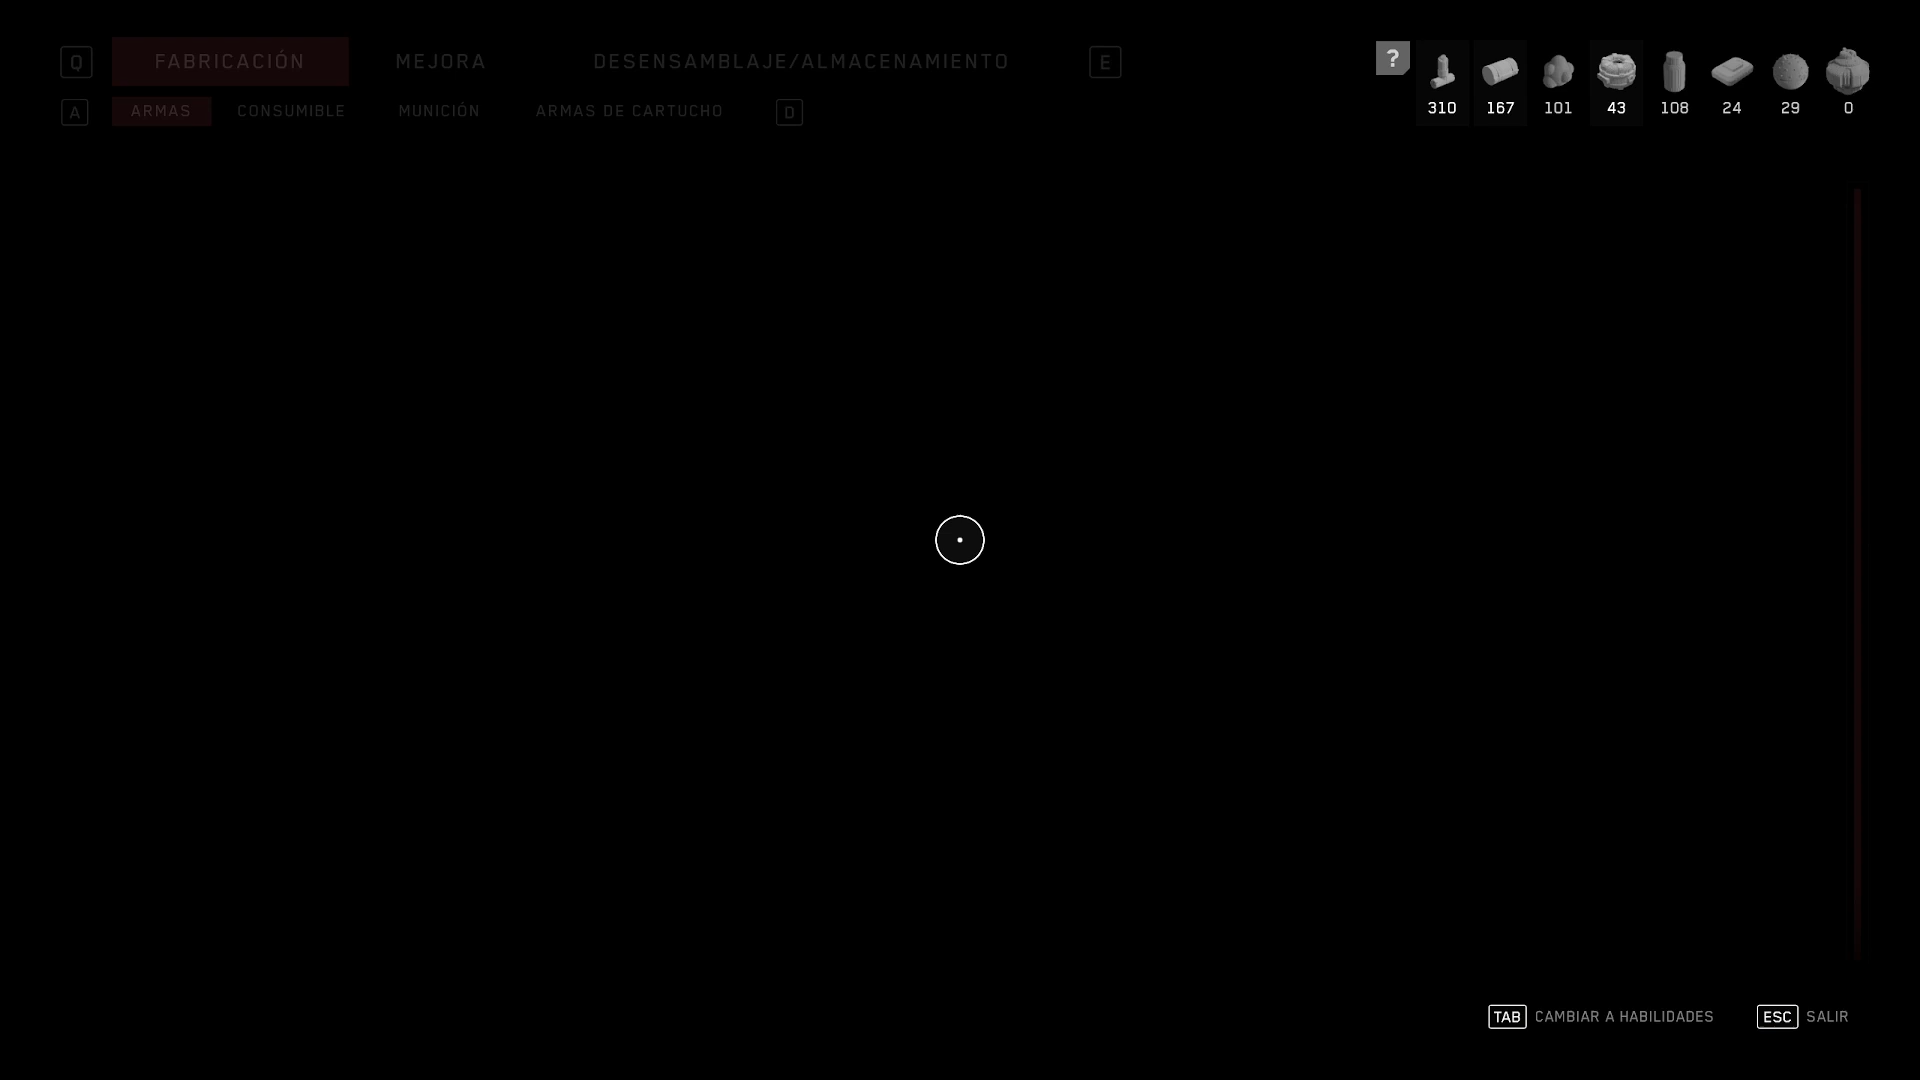 Q FABRICACIÓN MEJORA DESENSAMBLAJE/ALMACENAMIENTO E
A ARMAS CONSUMIBLE MUNICIÓN ARMAS DE CARTUCHO D
?
310 167 101 43 108 24 29 0
TAB CAMBIAR A HABILIDADES ESC SALIR